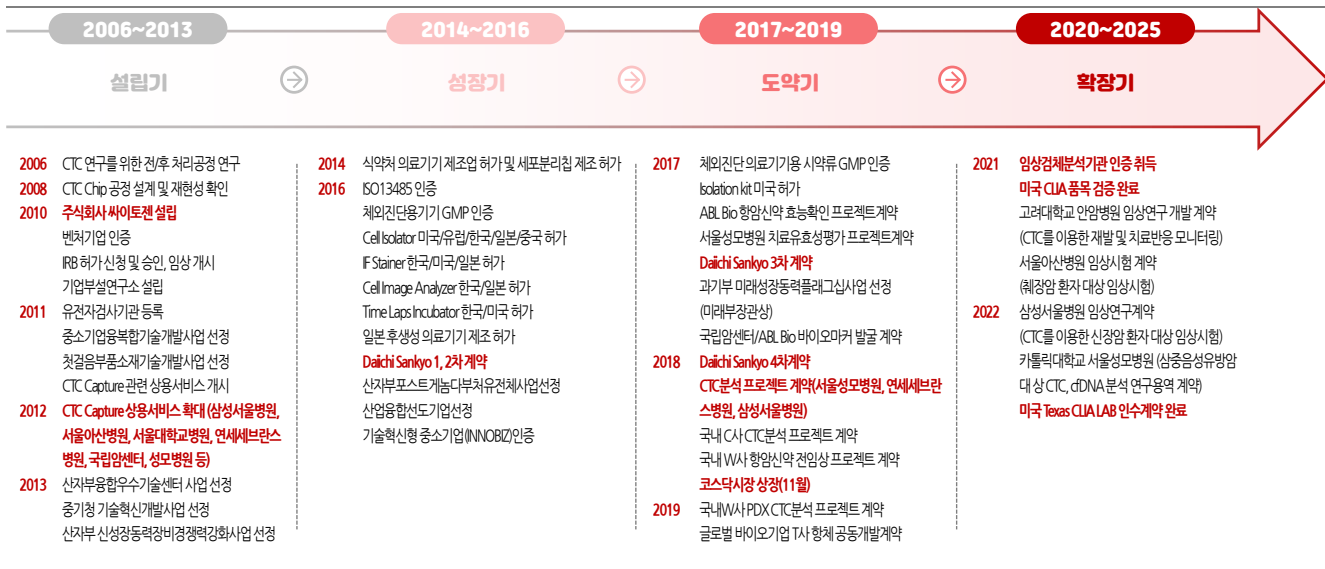 2006~2013
설립기
2014~2016
성장기
2017~2019
도약기
2020~2025
확장기
2006 CTC 연구를 위한 전/후 처리공정 연구
2008 CTC Chip 공정 설계 및 재현성 확인
2010 주식회사 싸이토젠 설립
벤처기업 인증
IRB 허가 신청 및 승인, 임상 개시
기업부설연구소 설립
2011 유전자검사기관 등록
중소기업융복합기술개발사업 선정
첫걸음부품소재기술개발사업 선정
CTC Capture 관련 상용서비스 개시
2012 CTC Capture 상용서비스 확대 (삼성서울병원,
서울아산병원, 서울대학교병원, 연세세브란스
병원, 국립암센터, 성모병원 등)
2013 산자부융합우수기술센터 사업 선정
중기청 기술혁신개발사업 선정
산자부 신성장동력장비경쟁력강화사업 선정
2014 식약처 의료기기 제조업 허가 및 세포분리칩 제조 허가
2016 ISO13485 인증
체외진단용기기 GMP 인증
Cell Isolator 미국/유럽/한국/일본/중국 허가
IF Stainer 한국/미국/일본 허가
Cell Image Analyzer 한국/일본 허가
Time Laps Incubator 한국/미국 허가
일본 후생성 의료기기 제조 허가
Daiichi Sankyo 1, 2차 계약
산자부포스트게놈다부처유전체사업선정
산업융합선도기업선정
기술혁신형 중소기업(INNOBIZ)인증
2017 체외진단 의료기기용 시약류 GMP 인증
Isolation kit 미국 허가
ABL Bio 항암신약 효능확인 프로젝트계약
서울성모병원 치료유효성평가 프로젝트계약
Daiichi Sankyo 3차 계약
과기부 미래성장동력플래그십사업 선정
(미래부장관상)
국립암센터/ABL Bio 바이오마커 발굴 계약
2018 Daiichi Sankyo 4차계약
CTC분석 프로젝트 계약(서울성모병원, 연세세브란
스병원, 삼성서울병원)
국내 C사 CTC분석 프로젝트 계약
국내 W사 항암신약 전임상 프로젝트 계약
코스닥시장 상장(11월)
2019 국내W사 PDX CTC분석 프로젝트 계약
글로벌 바이오기업 T사 항체 공동개발계약
2021 임상검체분석기관 인증 취득
미국 CLIA 품목 검증 완료
고려대학교 안암병원 임상연구 개발 계약
(CTC를 이용한 재발 및 치료반응 모니터링)
서울아산병원 임상시험 계약
(췌장암 환자 대상 임상시험)
2022 삼성서울병원 임상연구계약
(CTC를 이용한 신장암 환자 대상 임상시험)
카톨릭대학교 서울성모병원 (삼중음성유방암
대 상 CTC, cfDNA 분석 연구용역 계약)
미국 Texas CLIA LAB 인수계약 완료